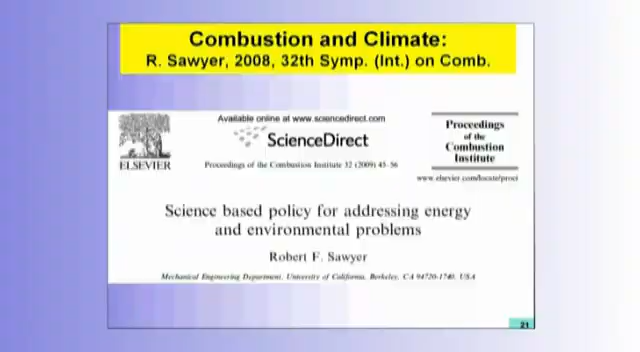 Combustion and Climate:
R. Sawyer, 2008, 32th Symp. (Int.) on Comb.
Available online at www.sciencedirect.com
ScienceDirect
ELSEVIER
Proceedings of the Combustion Institute 32 (2009) 45–56
Proceedings
of the
Combustion
Institute
www.elsevier.com/locate/proci
Science based policy for addressing energy
and environmental problems
Robert F. Sawyer
Mechanical Engineering Department, University of California, Berkeley, CA 94720-1740, USA
21